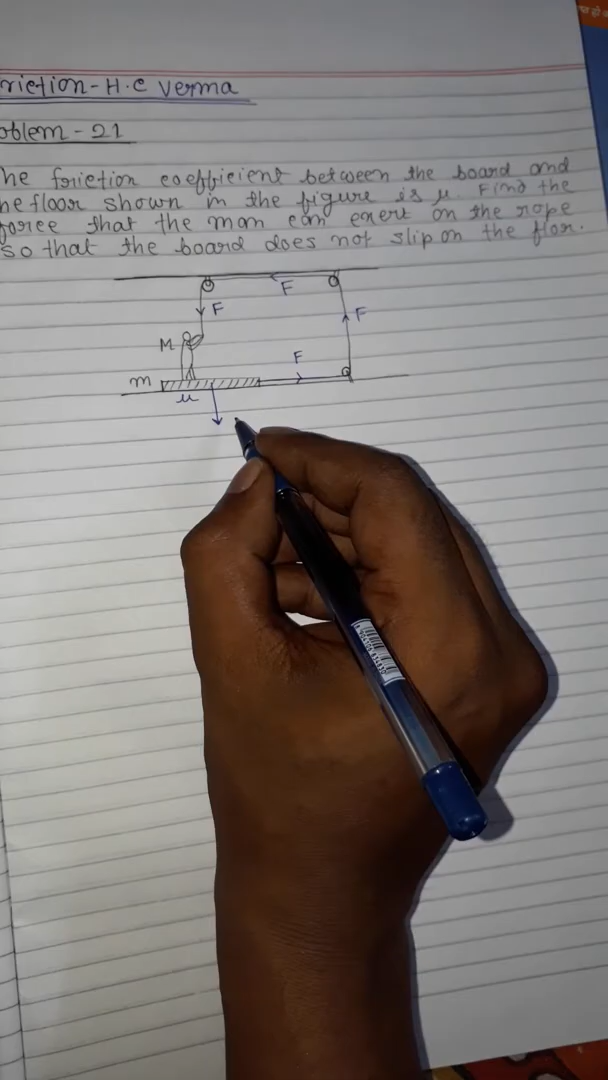 riction-H.C Verma
oblem - 21
he friction coefficient between the board and
he floor shown in the figure is μ. Find the
force that the man can exert on the rope
so that the board does not slip on the flor.
F
F
F
M
F
m
μ